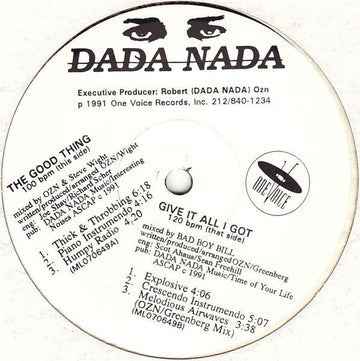 DADA NADA
Executive Producer: Robert (DADA NADA) Ozn
p 1991 One Voice Records, Inc. 212/840-1234
THE GOOD THING
100 bpm (this side)
mixed by OZN & Steve Wight
written/produced/arranged OZN/Wight
eng: Joe Shay/Richard Scher
pub: DADA NADA Music/Interesting
Noises ASCAP c 1991
1. Thick & Throbbing 6:18
2. Piano Instrumendo 4:16
3. Humpy Radio 4:20
(ML070649A)
ONE VOICE
GIVE IT ALL I GOT
120 bpm (that side)
mixed by BAD BOY BILL
written/produced/arrangedOZN/Greenberg
eng: Scot Ahaus/Sean Freehill
pub: DADA NADA Music/Time of Your Life
ASCAP c 1991
1. Explosive 4:06
2. Crescendo Instrumendo 5:07
3. Melodious Airwaves 3:38
(OZN/Greenberg Mix)
(ML070649B)